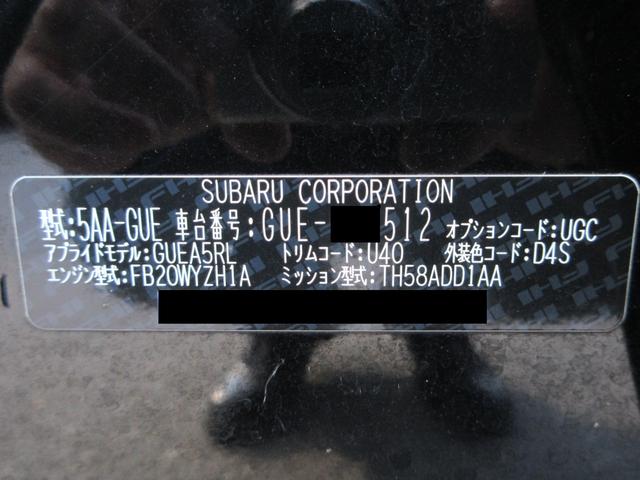 SUBARU CORPORATION
型式:5AA-GUE 車台番号:GUE- 512 オプションコード:UGC
アプライドモデル:GUEA5RL トリムコード:U40 外装色コード:D4S
エンジン型式:FB20WYZH1A ミッション型式:TH58ADD1AA